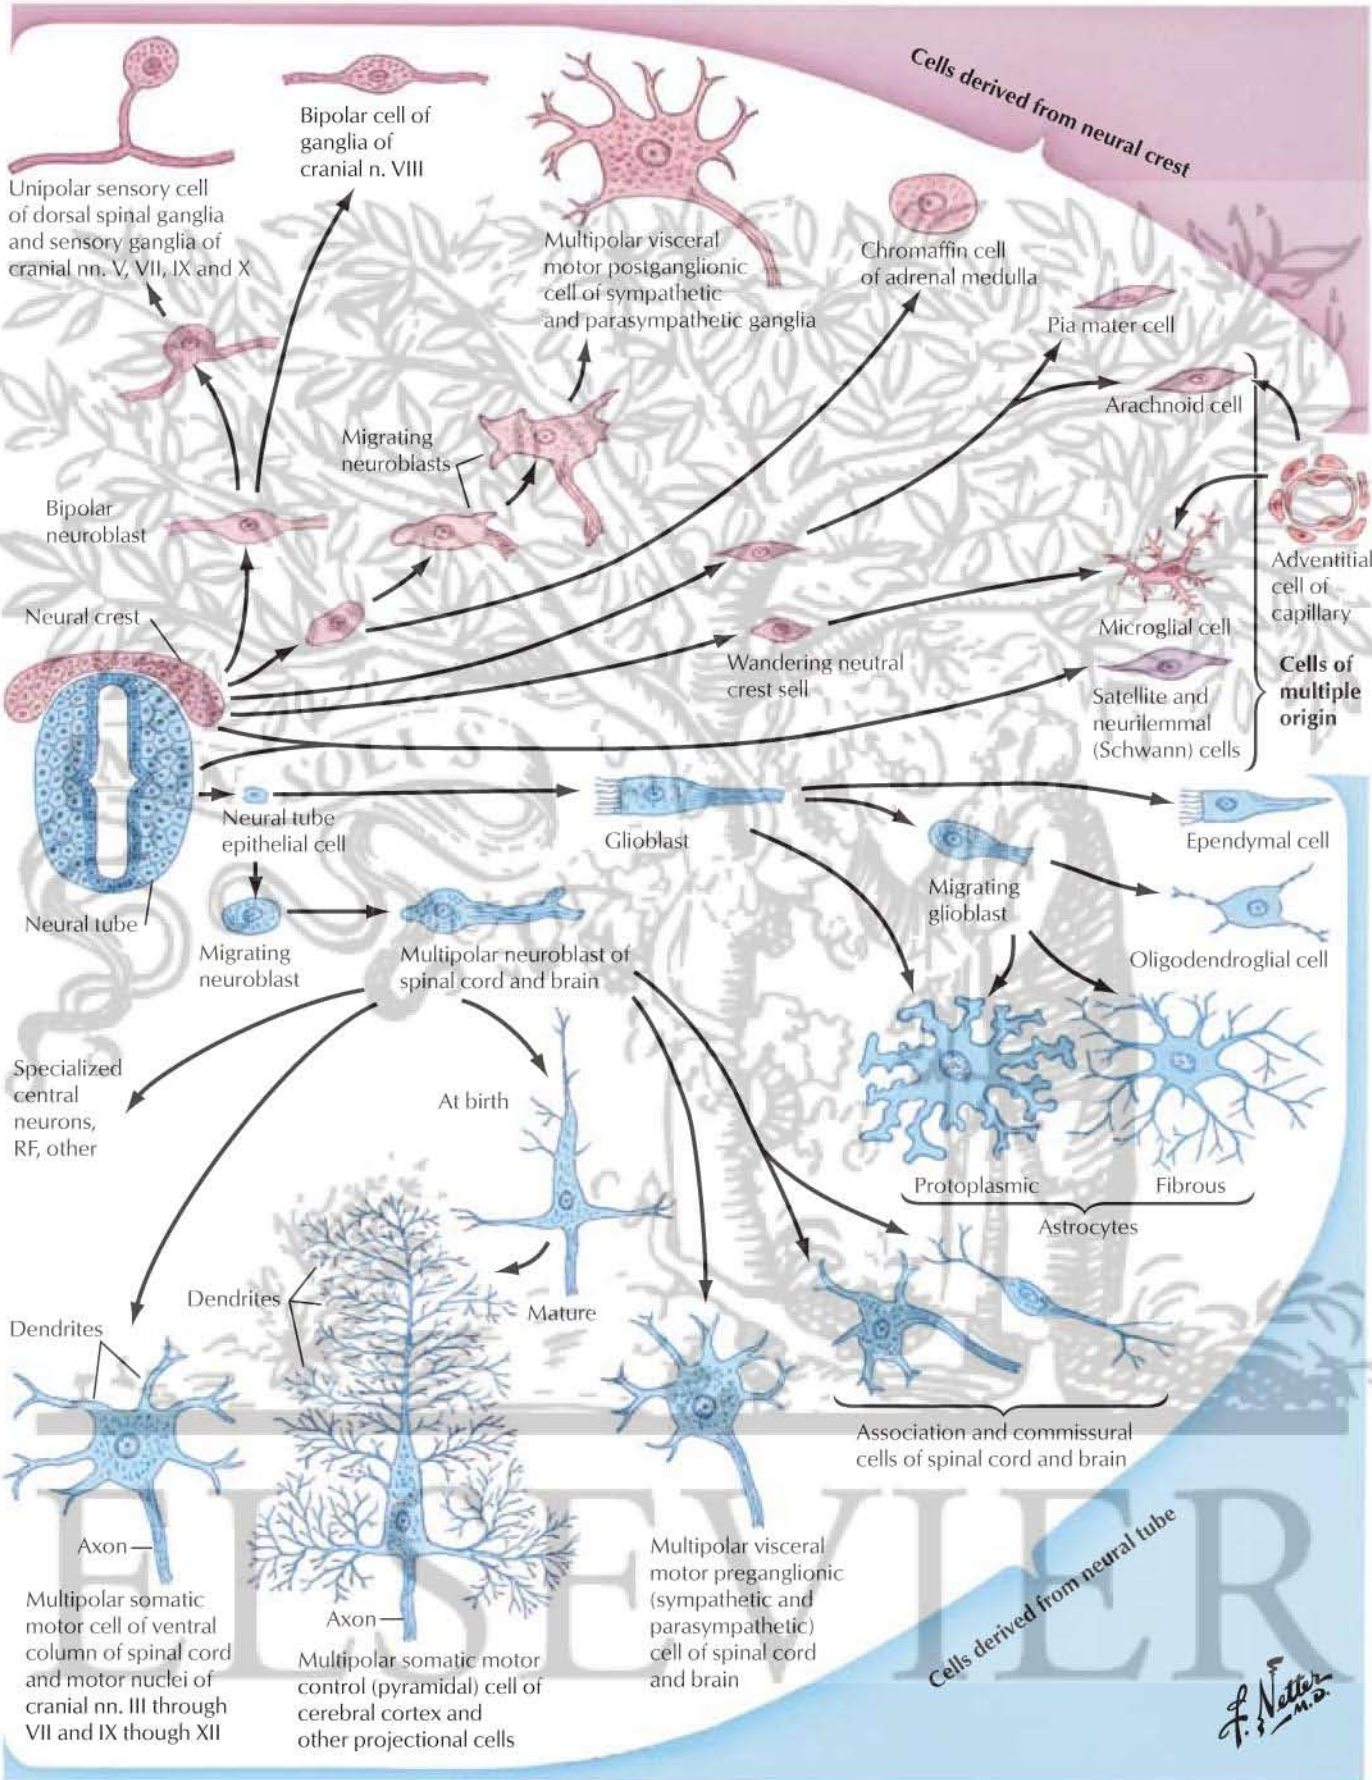 Cells derived from neural crest
Bipolar cell of
ganglia of
cranial n. VIII
Unipolar sensory cell
of dorsal spinal ganglia
and sensory ganglia of
cranial nn. V, VII, IX and X
Multipolar visceral
motor postganglionic
cell of sympathetic
and parasympathetic ganglia
Chromaffin cell
of adrenal medulla
Pia mater cell
Arachnoid cell
Migrating
neuroblasts
Bipolar
neuroblast
Adventitial
cell of
capillary
Neural crest
Microglial cell
Wandering neutral
crest sell
Cells of
multiple
origin
Satellite and
neurilemmal
(Schwann) cells
NON SOLUS
Neural tube
epithelial cell
Glioblast
Ependymal cell
Migrating
glioblast
Neural tube
Migrating
neuroblast
Multipolar neuroblast of
spinal cord and brain
Oligodendroglial cell
Specialized
central
neurons,
RF, other
At birth
Protoplasmic
Fibrous
Astrocytes
Dendrites
Mature
Dendrites
Association and commissural
cells of spinal cord and brain
ELSEVIER
Axon
Multipolar somatic
motor cell of ventral
column of spinal cord
and motor nuclei of
cranial nn. III through
VII and IX though XII
Axon
Multipolar somatic motor
control (pyramidal) cell of
cerebral cortex and
other projectional cells
Multipolar visceral
motor preganglionic
(sympathetic and
parasympathetic)
cell of spinal cord
and brain
Cells derived from neural tube
F. Netter
M.D.